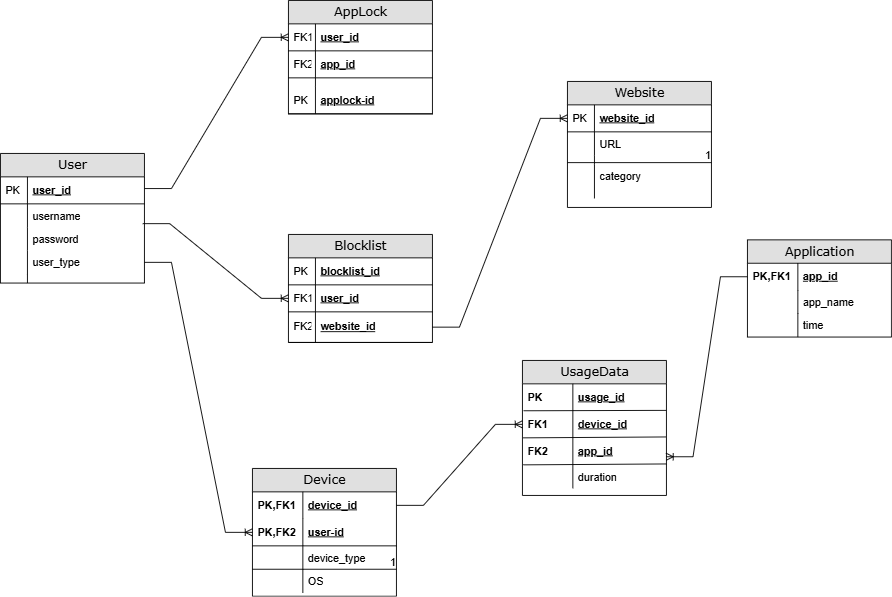 AppLock
FK1 user_id
FK2 app_id
PK applock-id
Website
PK website_id
URL
1
category
User
PK user_id
username
password
user_type
Blocklist
PK blocklist_id
FK1 user_id
FK2 website_id
Application
PK,FK1 app_id
app_name
time
UsageData
PK usage_id
FK1 device_id
FK2 app_id
duration
Device
PK,FK1 device_id
PK,FK2 user-id
device_type 1
OS